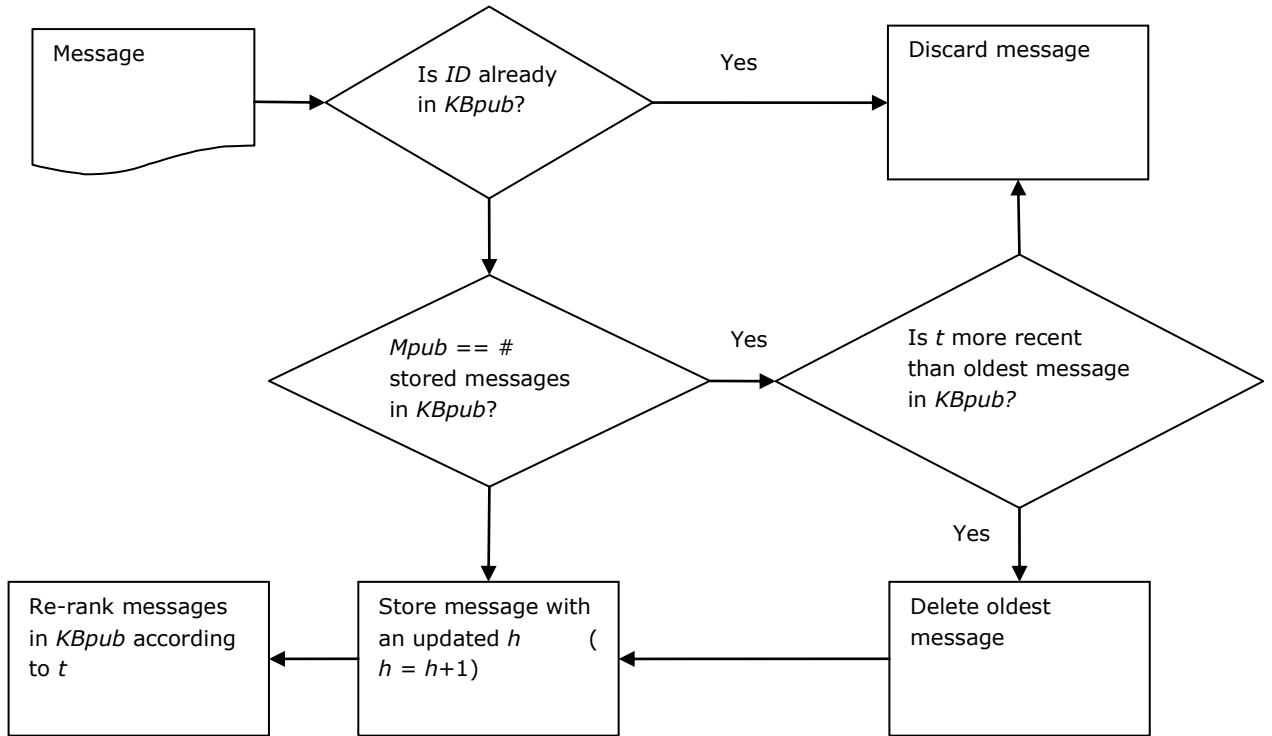 Message
Is ID already
in KBpub?
Yes
Discard message
Mpub == #
stored messages
in KBpub?
Yes
Is t more recent
than oldest message
in KBpub?
Yes
Re-rank messages
in KBpub according
to t
Store message with
an updated h (
h = h+1)
Delete oldest
message